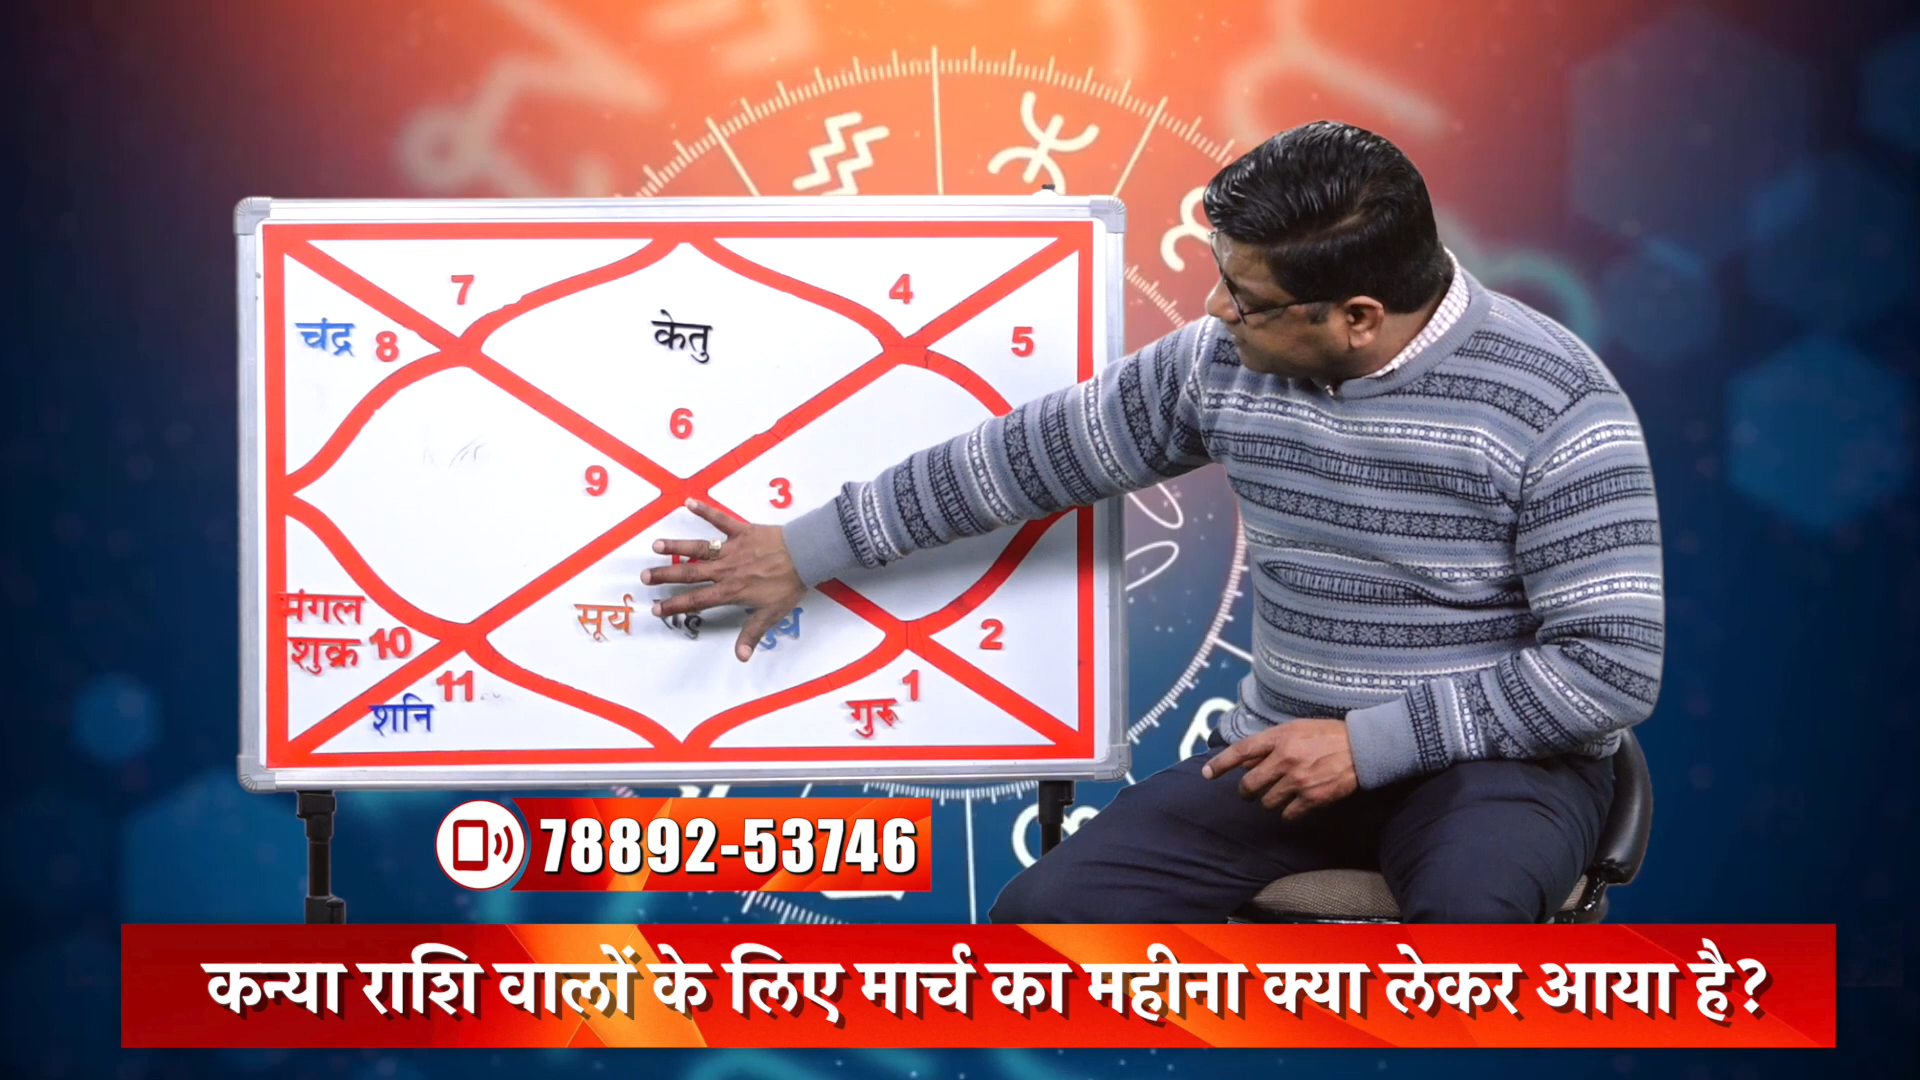 7
4
चंद्र 8
केतु
5
6
9
3
मंगल
शुक्र 10
सूर्य
2
11
शनि
1
गुरु
78892-53746
कन्या राशि वालों के लिए मार्च का महीना क्या लेकर आया है?